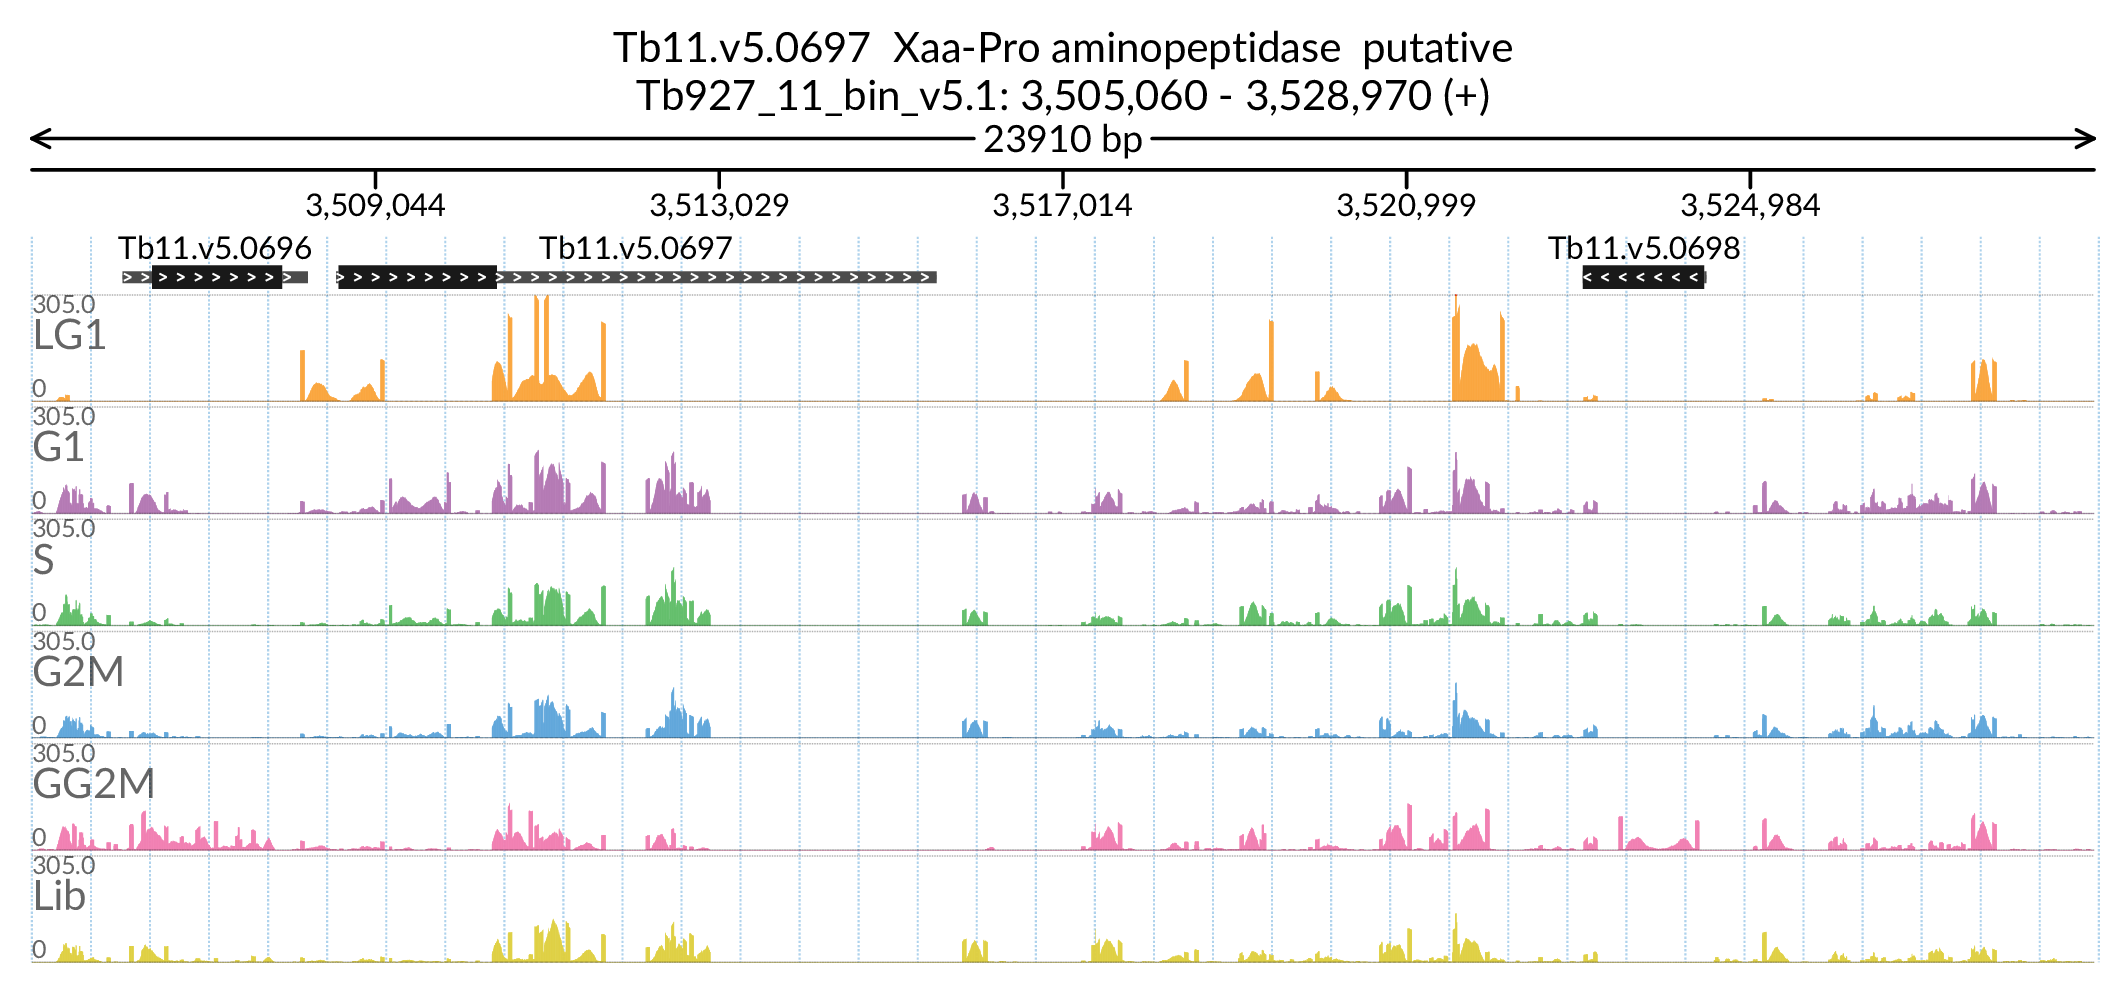 Tb11.v5.0697 Xaa-Pro aminopeptidase putative
Tb927_11_bin_v5.1: 3,505,060 - 3,528,970 (+)
23910 bp
3,509,044 3,513,029 3,517,014 3,520,999 3,524,984
Tb11.v5.0696 Tb11.v5.0697 Tb11.v5.0698
305.0
LG1
0
305.0
G1
0
305.0
S
0
305.0
G2M
0
305.0
GG2M
0
305.0
Lib
0